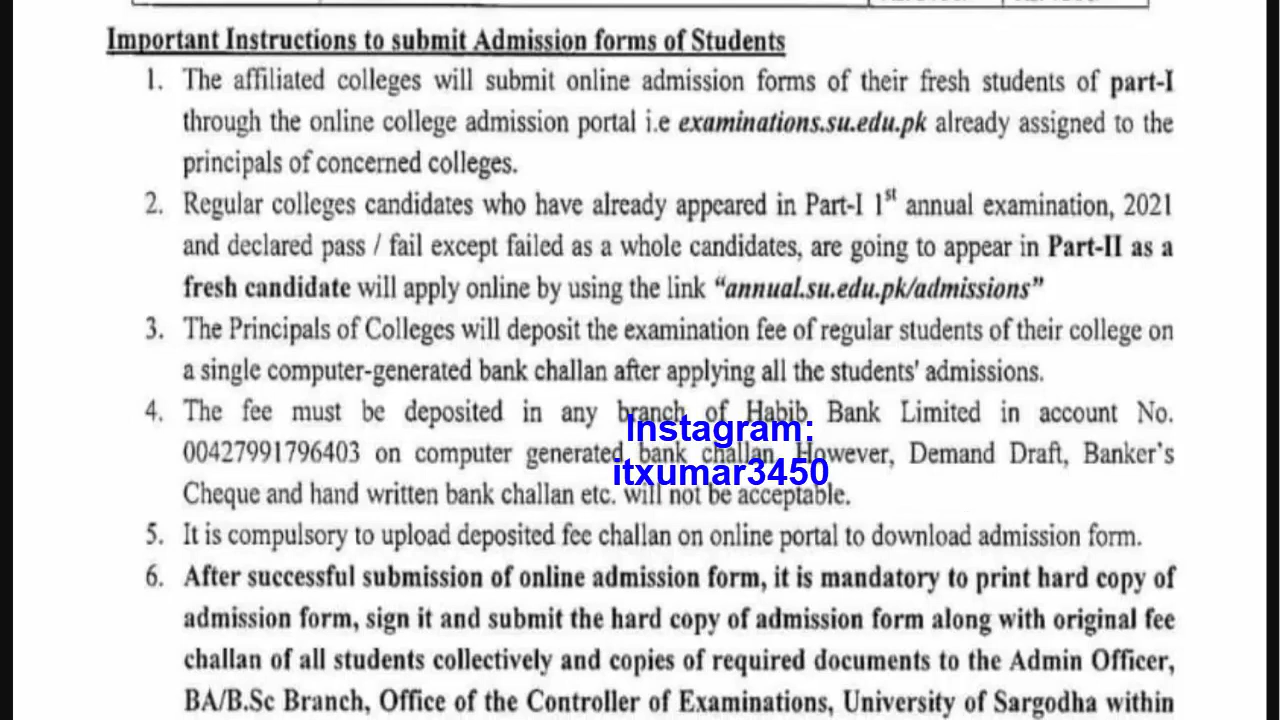 Important Instructions to submit Admission forms of Students
1. The affiliated colleges will submit online admission forms of their fresh students of part-I
through the online college admission portal i.e examinations.su.edu.pk already assigned to the
principals of concerned colleges.
2. Regular colleges candidates who have already appeared in Part-I 1st annual examination, 2021
and declared pass / fail except failed as a whole candidates, are going to appear in Part-II as a
fresh candidate will apply online by using the link “annual.su.edu.pk/admissions”
3. The Principals of Colleges will deposit the examination fee of regular students of their college on
a single computer-generated bank challan after applying all the students' admissions.
4. The fee must be deposited in any branch of Habib Bank Limited in account No.
Instagram:
00427991796403 on computer generated bank challan. However, Demand Draft, Banker’s
itxumar3450
Cheque and hand written bank challan etc. will not be acceptable.
5. It is compulsory to upload deposited fee challan on online portal to download admission form.
6. After successful submission of online admission form, it is mandatory to print hard copy of
admission form, sign it and submit the hard copy of admission form along with original fee
challan of all students collectively and copies of required documents to the Admin Officer,
BA/B.Sc Branch, Office of the Controller of Examinations, University of Sargodha within